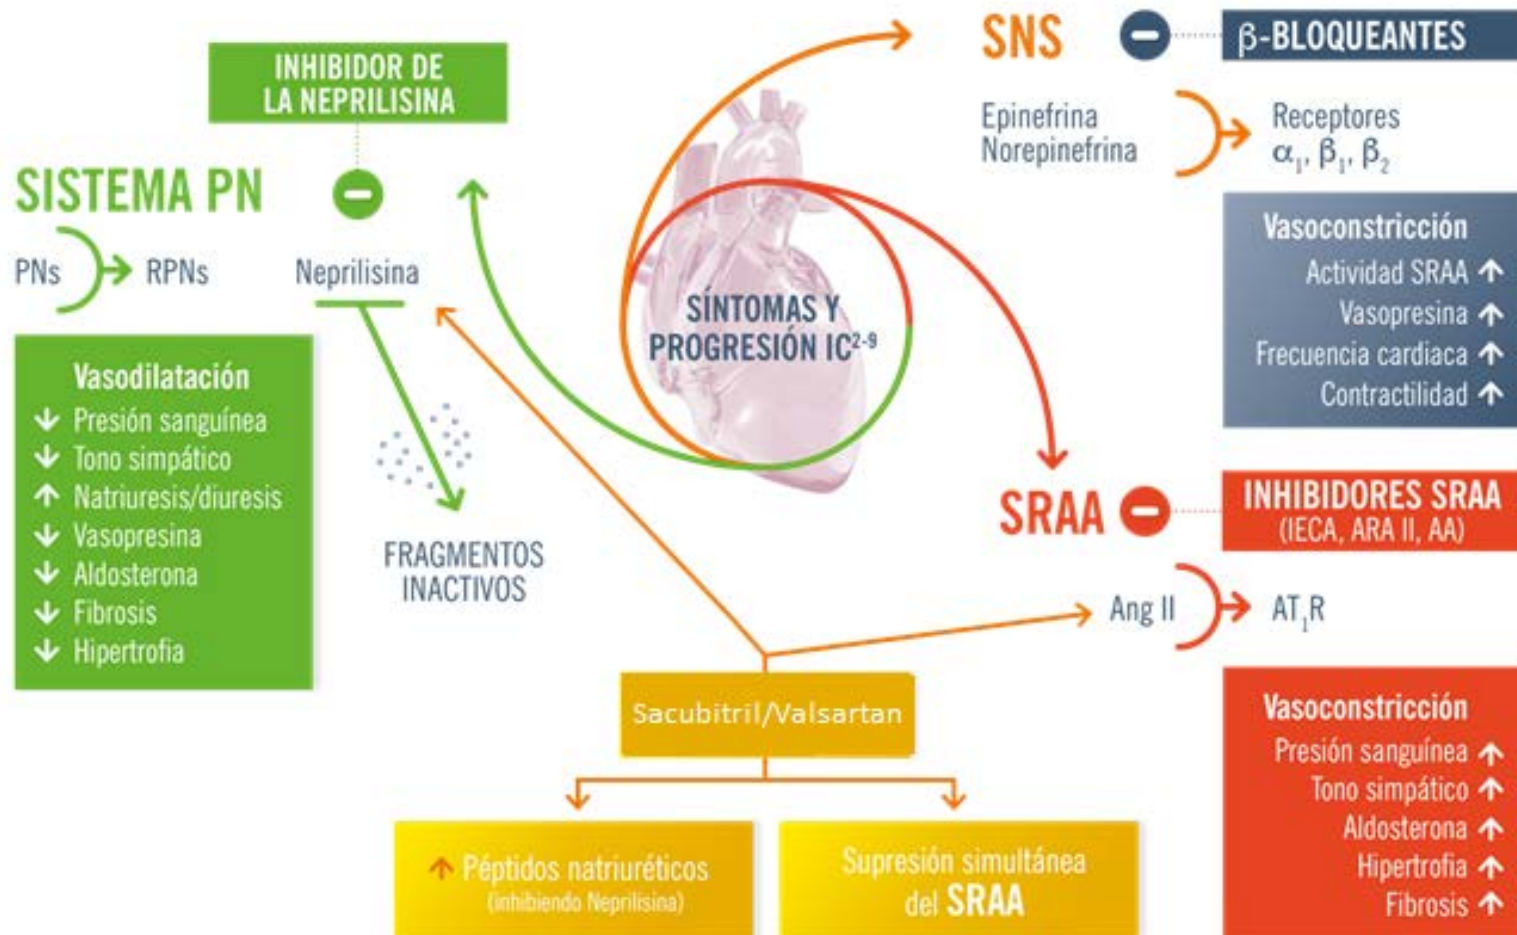 INHIBIDOR DE
LA NEPRILISINA
SISTEMA PN
PNs
RPNs
Neprilisina
Vasodilatación
↓ Presión sanguínea
↓ Tono simpático
↑ Natriuresis/diuresis
↓ Vasopresina
↓ Aldosterona
↓ Fibrosis
↓ Hipertrofia
FRAGMENTOS
INACTIVOS
SÍNTOMAS Y
PROGRESIÓN IC²⁻⁹
SNS
β-BLOQUEANTES
Epinefrina
Norepinefrina
Receptores
α₁, β₁, β₂
Vasoconstricción
Actividad SRAA ↑
Vasopresina ↑
Frecuencia cardiaca ↑
Contractilidad ↑
SRAA
INHIBIDORES SRAA
(IECA, ARA II, AA)
Ang II
AT₁R
Vasoconstricción
Presión sanguínea ↑
Tono simpático ↑
Aldosterona ↑
Hipertrofia ↑
Fibrosis ↑
Sacubitril/Valsartan
↑ Péptidos natriuréticos
(inhibiendo Neprilisina)
Supresión simultánea
del SRAA